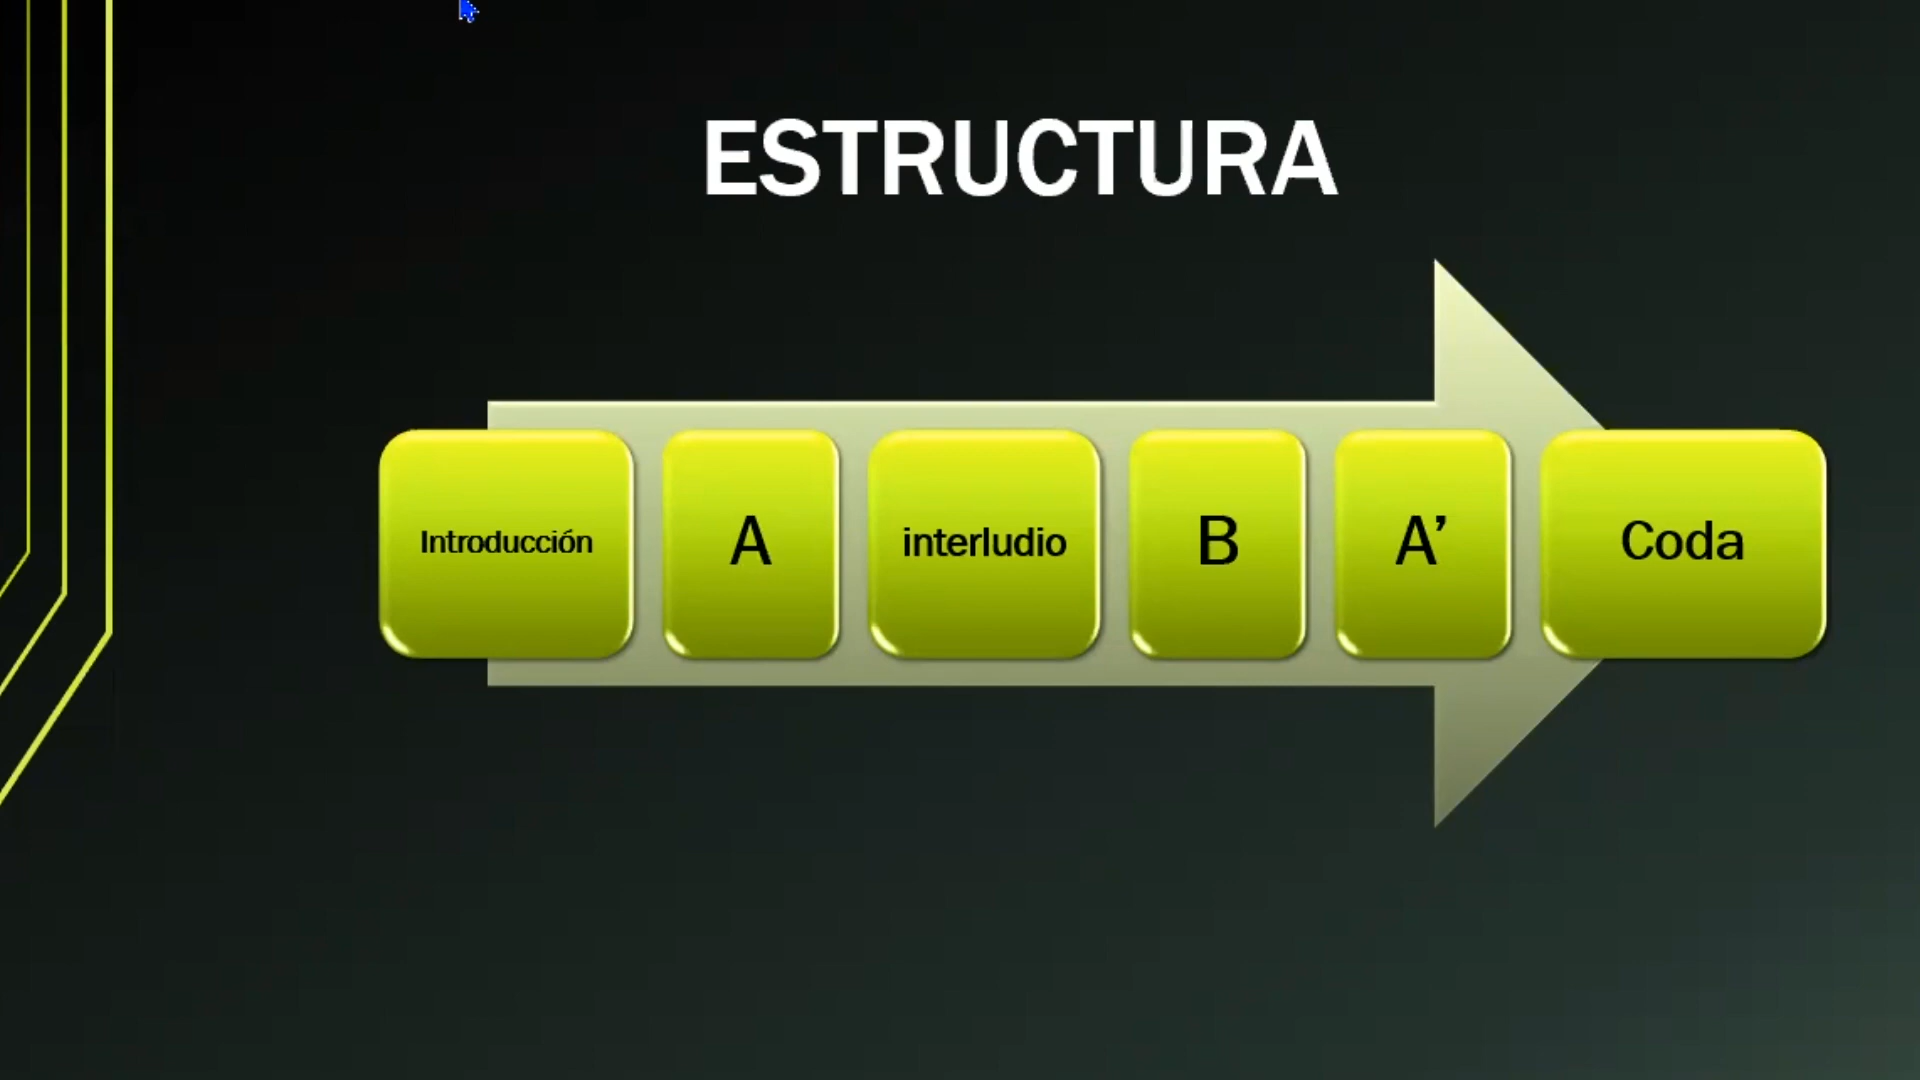 ESTRUCTURA
Introducción
A
interludio
B
A’
Coda